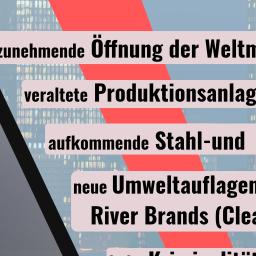 zunehmende Öffnung der Weltm
veraltete Produktionsanlag
aufkommende Stahl-und
neue Umweltauflagen
River Brands (Clea